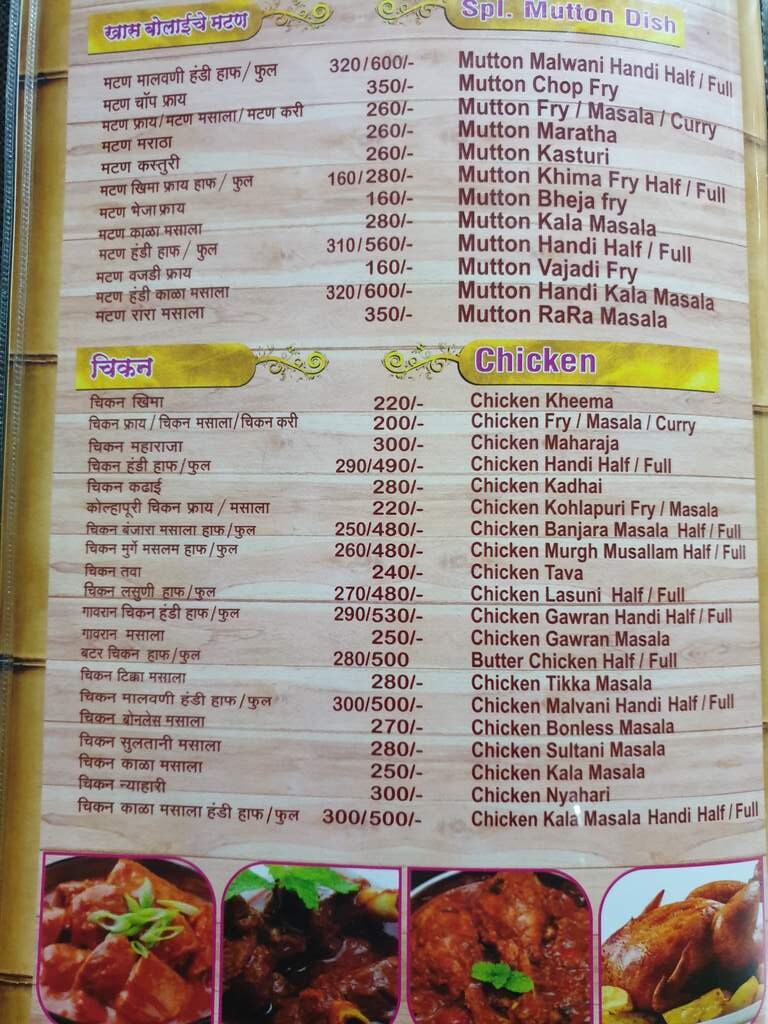 खास बोलाईचे मटण Spl. Mutton Dish
मटण मालवणी हंडी हाफ / फुल 320/600/- Mutton Malwani Handi Half / Full
मटण चॉप फ्राय 350/- Mutton Chop Fry
मटण फ्राय/मटण मसाला/मटण करी 260/- Mutton Fry / Masala / Curry
मटण मराठा 260/- Mutton Maratha
मटण कस्तुरी 260/- Mutton Kasturi
मटण खिमा फ्राय हाफ / फुल 160/280/- Mutton Khima Fry Half / Full
मटण भेजा फ्राय 160/- Mutton Bheja fry
मटण काळा मसाला 280/- Mutton Kala Masala
मटण हंडी हाफ / फुल 310/560/- Mutton Handi Half / Full
मटण वजडी फ्राय 160/- Mutton Vajadi Fry
मटण हंडी काळा मसाला 320/600/- Mutton Handi Kala Masala
मटण रारा मसाला 350/- Mutton RaRa Masala
चिकन Chicken
चिकन खिमा 220/- Chicken Kheema
चिकन फ्राय / चिकन मसाला/चिकन करी 200/- Chicken Fry / Masala / Curry
चिकन महाराजा 300/- Chicken Maharaja
चिकन हंडी हाफ/फुल 290/490/- Chicken Handi Half / Full
चिकन कढाई 280/- Chicken Kadhai
कोल्हापूरी चिकन फ्राय / मसाला 220/- Chicken Kohlapuri Fry / Masala
चिकन बंजारा मसाला हाफ/फुल 250/480/- Chicken Banjara Masala Half / Full
चिकन मुर्गे मसलम हाफ/फुल 260/480/- Chicken Murgh Musallam Half / Full
चिकन तवा 240/- Chicken Tava
चिकन लसुणी हाफ/फुल 270/480/- Chicken Lasuni Half / Full
गावरान चिकन हंडी हाफ/फुल 290/530/- Chicken Gawran Handi Half / Full
गावरान मसाला 250/- Chicken Gawran Masala
बटर चिकन हाफ/फुल 280/500 Butter Chicken Half / Full
चिकन टिक्का मसाला 280/- Chicken Tikka Masala
चिकन मालवणी हंडी हाफ/फुल 300/500/- Chicken Malvani Handi Half / Full
चिकन बोनलेस मसाला 270/- Chicken Bonless Masala
चिकन सुलतानी मसाला 280/- Chicken Sultani Masala
चिकन काळा मसाला 250/- Chicken Kala Masala
चिकन न्याहारी 300/- Chicken Nyahari
चिकन काळा मसाला हंडी हाफ/फुल 300/500/- Chicken Kala Masala Handi Half / Full